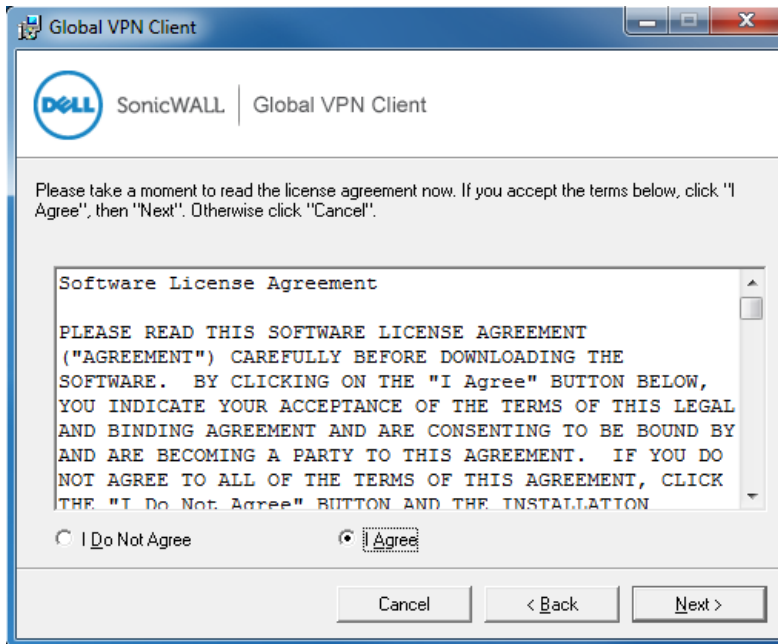 Global VPN Client
DELL SonicWALL | Global VPN Client
Please take a moment to read the license agreement now. If you accept the terms below, click "I
Agree", then "Next". Otherwise click "Cancel".
Software License Agreement
PLEASE READ THIS SOFTWARE LICENSE AGREEMENT
("AGREEMENT") CAREFULLY BEFORE DOWNLOADING THE
SOFTWARE.  BY CLICKING ON THE "I Agree" BUTTON BELOW,
YOU INDICATE YOUR ACCEPTANCE OF THE TERMS OF THIS LEGAL
AND BINDING AGREEMENT AND ARE CONSENTING TO BE BOUND BY
AND ARE BECOMING A PARTY TO THIS AGREEMENT.  IF YOU DO
NOT AGREE TO ALL OF THE TERMS OF THIS AGREEMENT, CLICK
THE "I Do Not Agree" BUTTON AND THE INSTALLATION
I Do Not Agree I Agree
Cancel < Back Next >